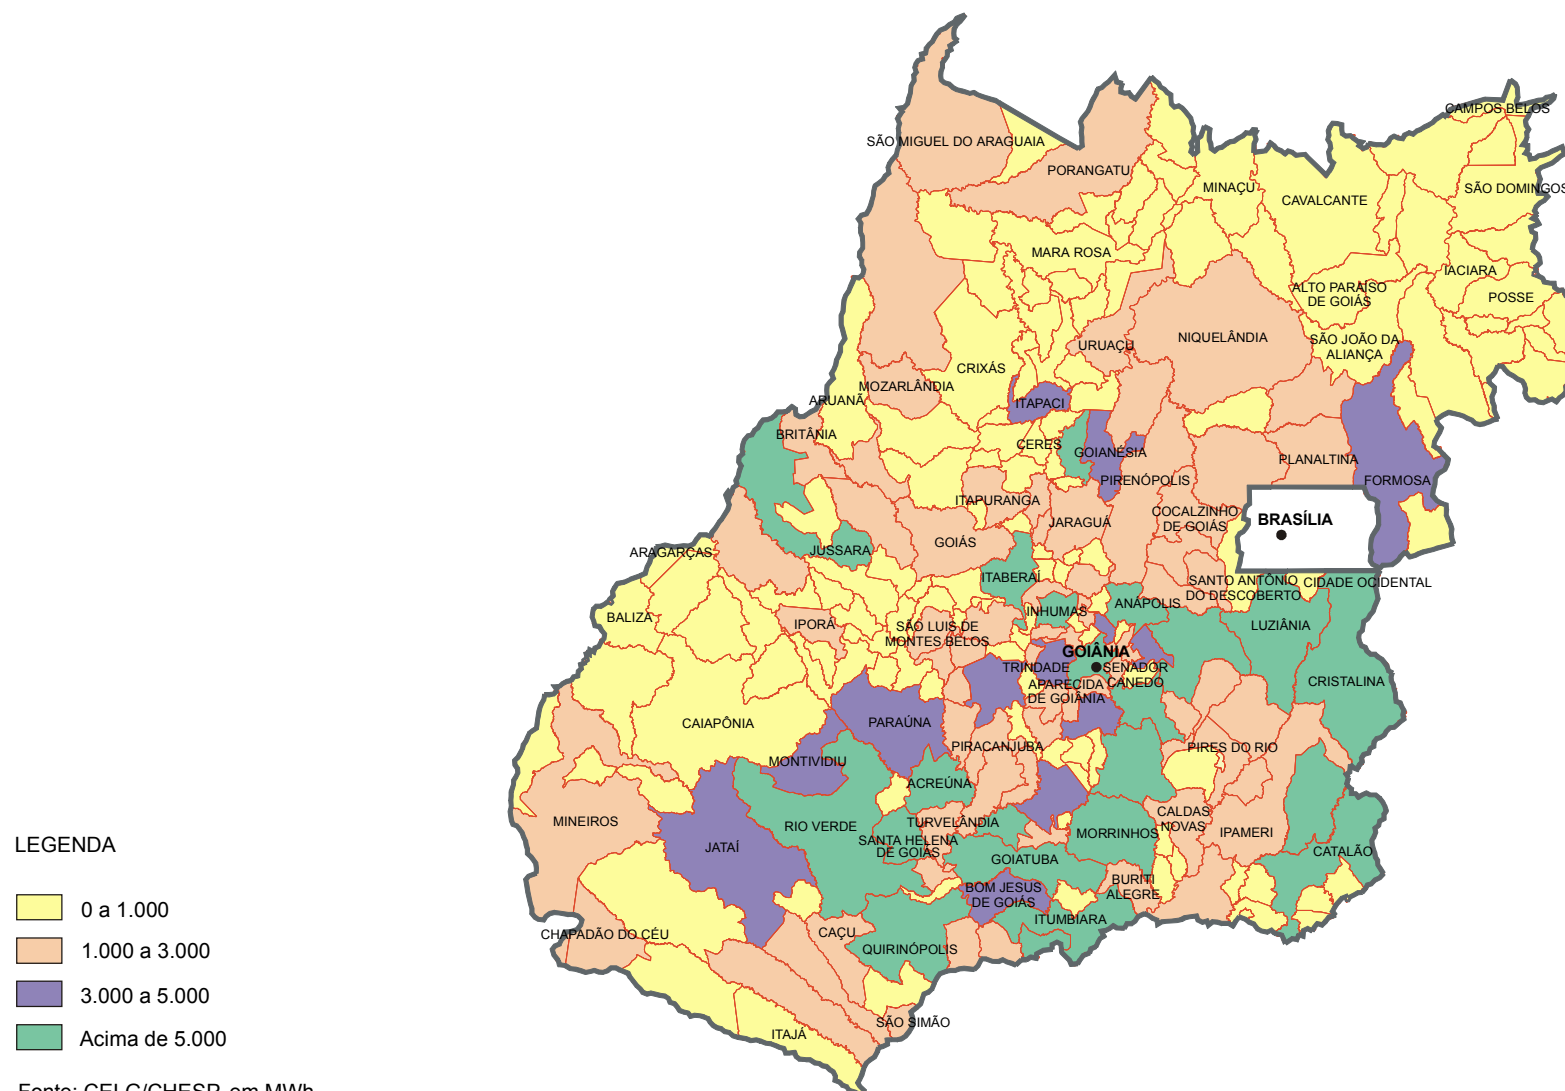 CAMPOS BELOS
SÃO MIGUEL DO ARAGUAIA
PORANGATU
MINAÇU
CAVALCANTE
SÃO DOMINGOS
MARA ROSA
IACIARA
ALTO PARAÍSO
DE GOIÁS
POSSE
URUAÇU
NIQUELÂNDIA
SÃO JOÃO DA
ALIANÇA
CRIXÁS
MOZARLÂNDIA
ARUANÃ
ITAPACI
BRITÂNIA
CERES
GOIANÉSIA
PLANALTINA
PIRENÓPOLIS
FORMOSA
ITAPURANGA
JARAGUÁ
COCALZINHO
DE GOIÁS
BRASÍLIA
GOIÁS
ARAGARÇAS
JUSSARA
ITABERAÍ
SANTO ANTÔNIO
DO DESCOBERTO
CIDADE OCIDENTAL
ANÁPOLIS
INHUMAS
BALIZA
IPORÁ
SÃO LUIS DE
MONTES BELOS
LUZIÂNIA
GOIÂNIA
TRINDADE
SENADOR
CANEDO
APARECIDA
DE GOIÂNIA
CRISTALINA
CAIAPÔNIA
PARAÚNA
PIRACANJUBA
PIRES DO RIO
MONTIVIDIU
ACREÚNA
MINEIROS
RIO VERDE
TURVELÂNDIA
CALDAS
NOVAS
MORRINHOS
IPAMERI
SANTA HELENA
DE GOIÁS
JATAÍ
GOIATUBA
CATALÃO
BOM JESUS
DE GOIÁS
BURITI
ALEGRE
ITUMBIARA
CHAPADÃO DO CÉU
CAÇU
QUIRINÓPOLIS
SÃO SIMÃO
ITAJÁ
LEGENDA
0 a 1.000
1.000 a 3.000
3.000 a 5.000
Acima de 5.000
Fonte: CELG/CHESP, em MWh